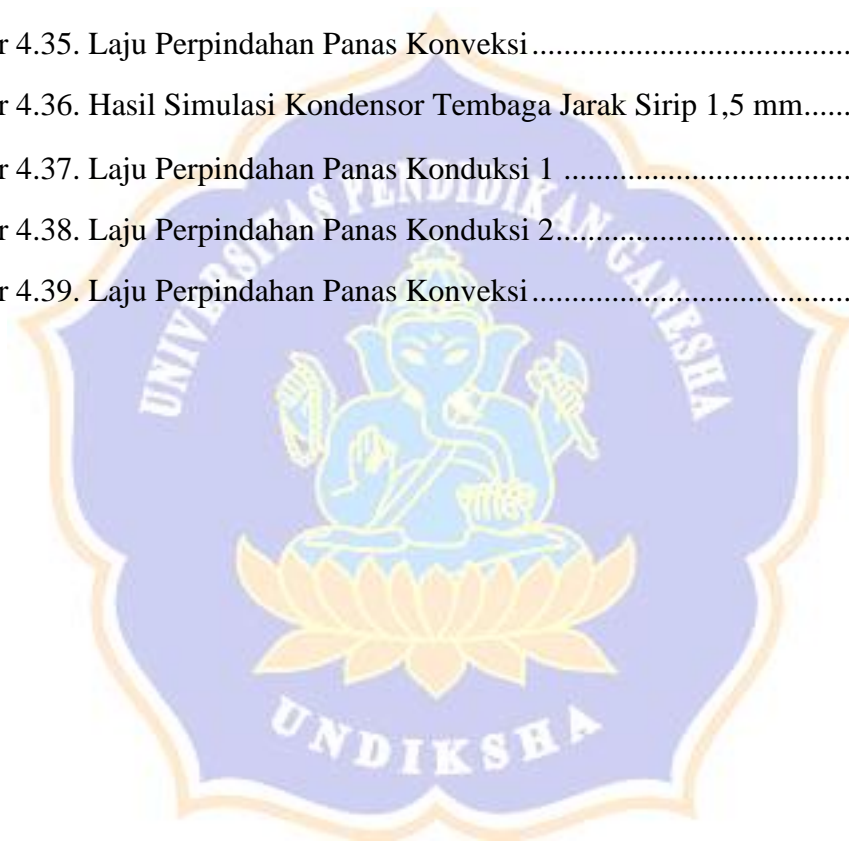 r 4.35. Laju Perpindahan Panas Konveksi....................................
r 4.36. Hasil Simulasi Kondensor Tembaga Jarak Sirip 1,5 mm......
r 4.37. Laju Perpindahan Panas Konduksi 1 ................................
r 4.38. Laju Perpindahan Panas Konduksi 2.................................
r 4.39. Laju Perpindahan Panas Konveksi....................................
UNIVERSITAS PENDIDIKAN GANESHA
UNDIKSHA